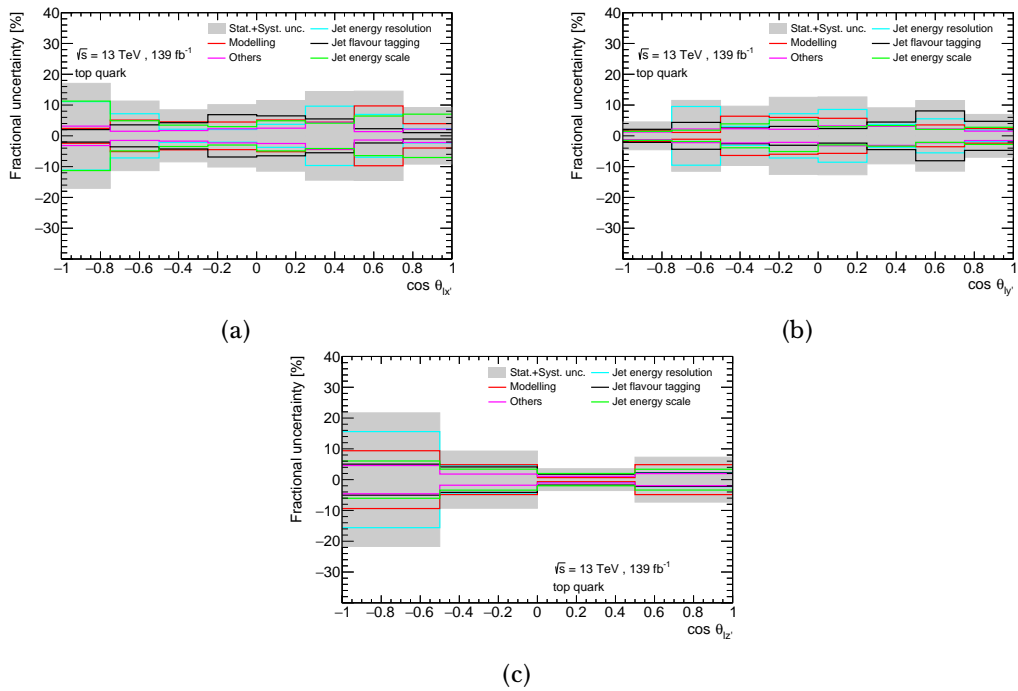 Fractional uncertainty [%]
40
30
20
10
0
−10
−20
−30
√s = 13 TeV , 139 fb-1
top quark
Stat.+Syst. unc.
Modelling
Others
Jet energy resolution
Jet flavour tagging
Jet energy scale
−1 −0.8 −0.6 −0.4 −0.2 0 0.2 0.4 0.6 0.8 1
cos θlx'
(a)
Fractional uncertainty [%]
40
30
20
10
0
−10
−20
−30
√s = 13 TeV , 139 fb-1
top quark
Stat.+Syst. unc.
Modelling
Others
Jet energy resolution
Jet flavour tagging
Jet energy scale
−1 −0.8 −0.6 −0.4 −0.2 0 0.2 0.4 0.6 0.8 1
cos θly'
(b)
Fractional uncertainty [%]
40
30
20
10
0
−10
−20
−30
Stat.+Syst. unc.
Modelling
Others
Jet energy resolution
Jet flavour tagging
Jet energy scale
√s = 13 TeV , 139 fb-1
top quark
−1 −0.8 −0.6 −0.4 −0.2 0 0.2 0.4 0.6 0.8 1
cos θlz'
(c)